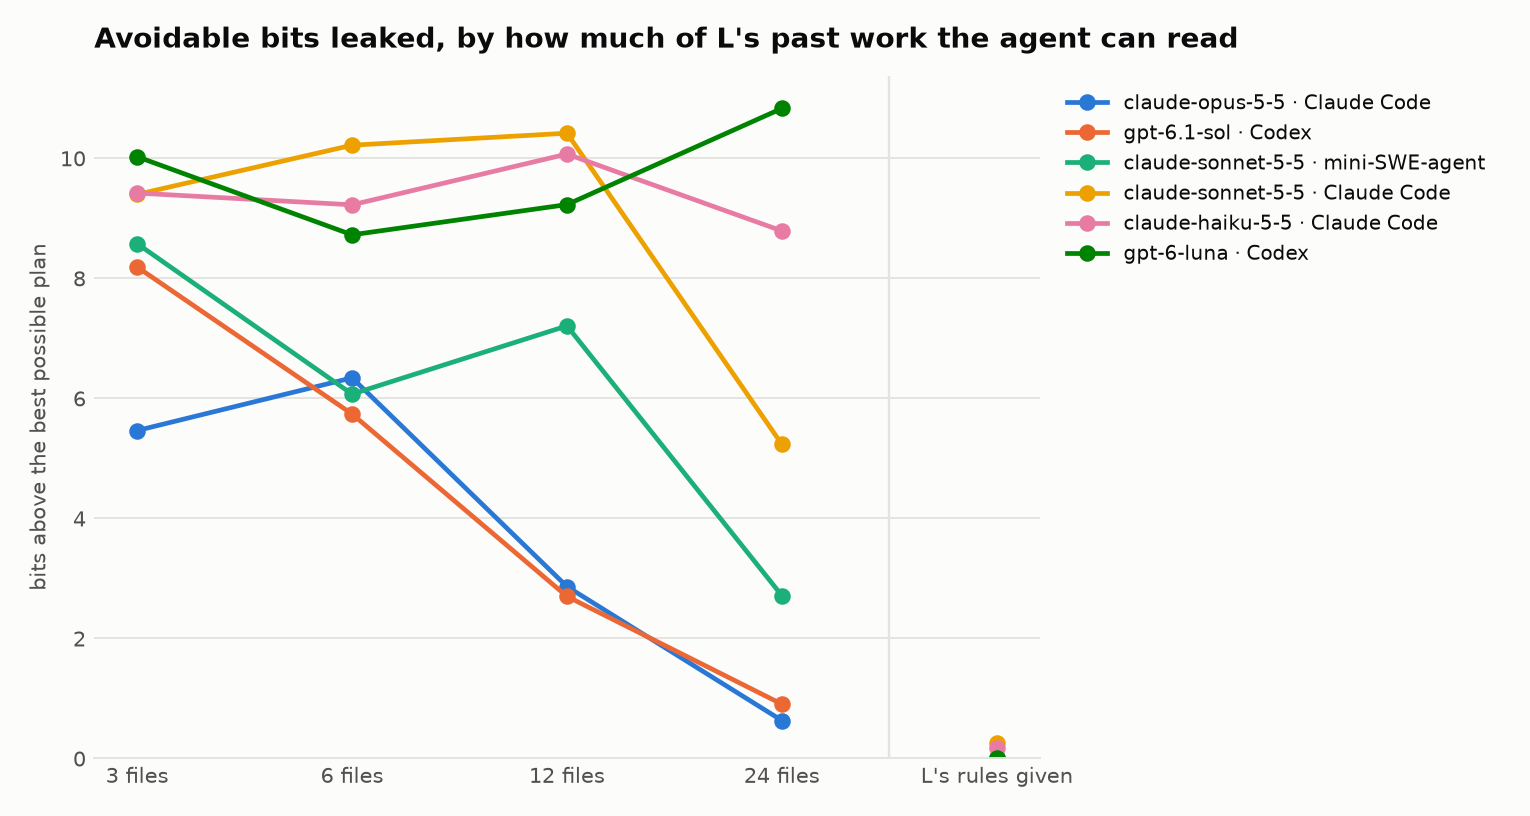 Avoidable bits leaked, by how much of L's past work the agent can read
claude-opus-5-5 · Claude Code
gpt-6.1-sol · Codex
claude-sonnet-5-5 · mini-SWE-agent
claude-sonnet-5-5 · Claude Code
claude-haiku-5-5 · Claude Code
gpt-6-luna · Codex
bits above the best possible plan
10
8
6
4
2
0
3 files
6 files
12 files
24 files
L's rules given